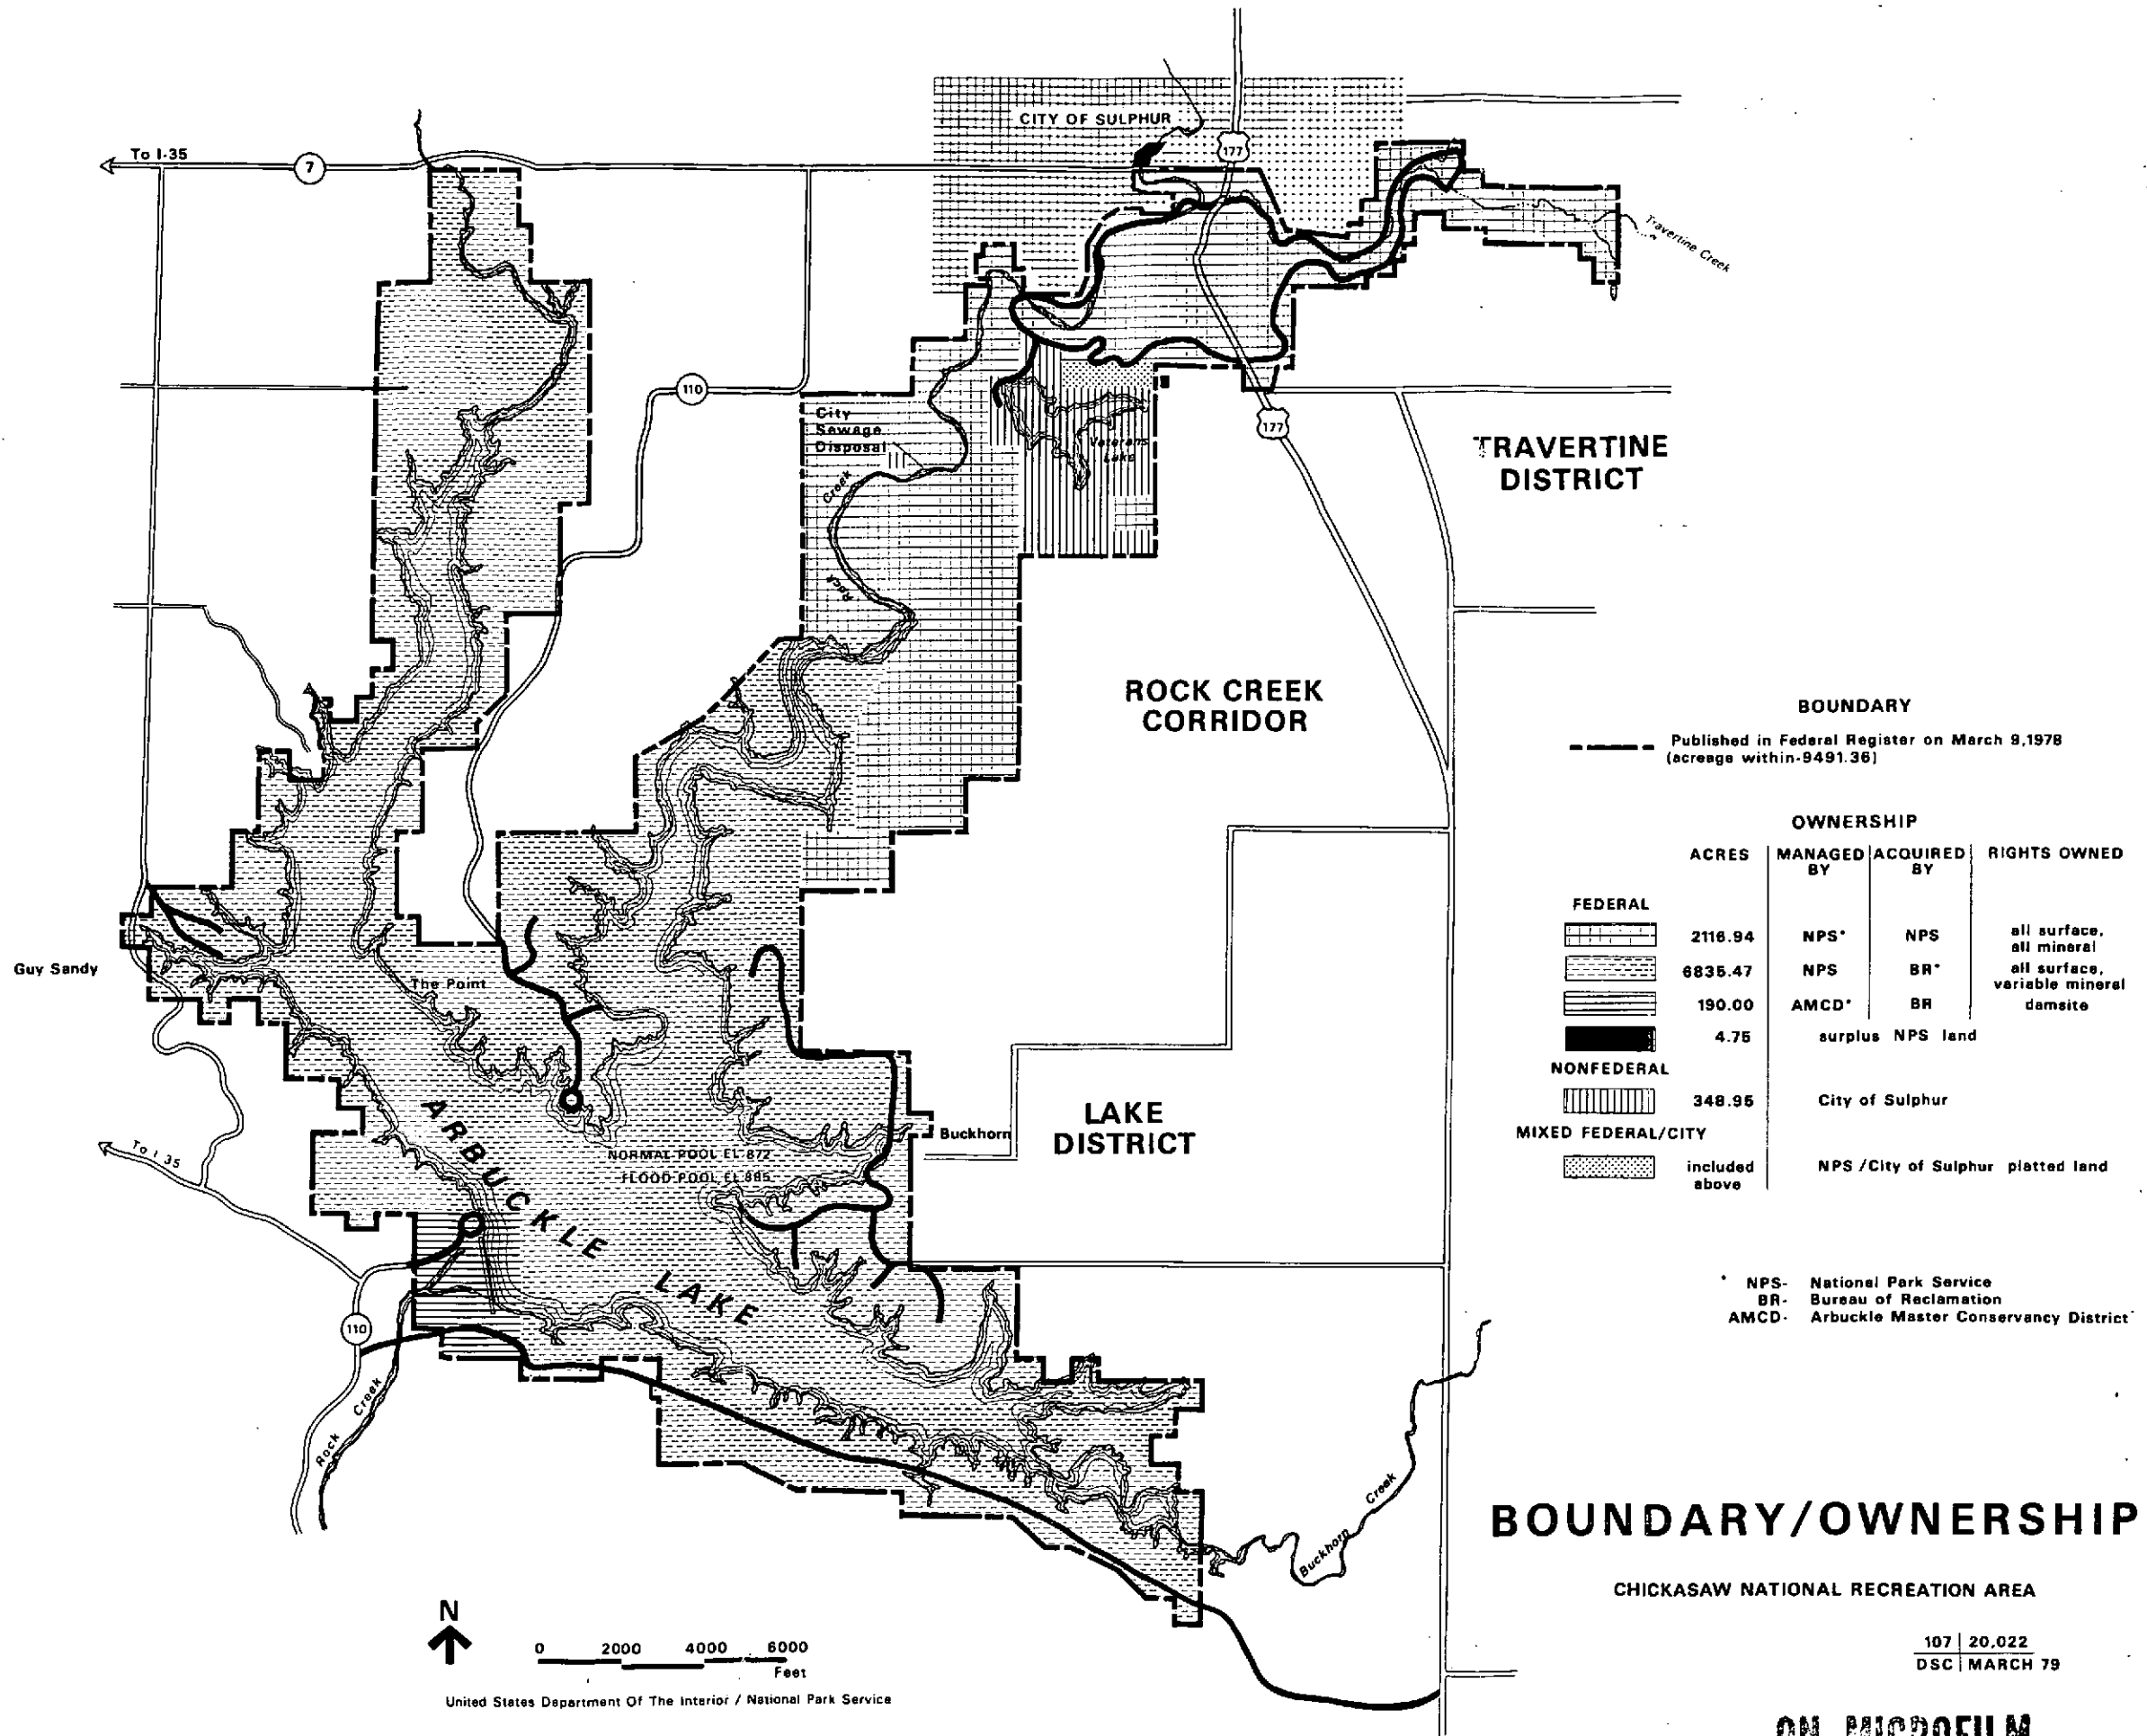 CITY OF SULPHUR
To I-35
7
177
Travertine Creek
110
City
Sewage
Disposal
Veterans
Lake
177
Creek
Rock
TRAVERTINE
DISTRICT
ROCK CREEK
CORRIDOR
BOUNDARY
Published in Federal Register on March 9,1978
(acreage within-9491.36)
OWNERSHIP
ACRES MANAGED BY ACQUIRED BY RIGHTS OWNED
FEDERAL
2116.94 NPS* NPS all surface, all mineral
6835.47 NPS BR* all surface, variable mineral
190.00 AMCD* BR damsite
4.75 surplus NPS land
NONFEDERAL
348.95 City of Sulphur
MIXED FEDERAL/CITY
included above NPS/City of Sulphur platted land
* NPS- National Park Service
BR- Bureau of Reclamation
AMCD- Arbuckle Master Conservancy District
Guy Sandy
The Point
LAKE
DISTRICT
Buckhorn
NORMAL POOL EL 872
FLOOD POOL EL 885
ARBUCKLE LAKE
To I 35
110
Rock Creek
Buckhorn Creek
BOUNDARY/OWNERSHIP
CHICKASAW NATIONAL RECREATION AREA
107 20,022
DSC MARCH 79
N
0 2000 4000 6000
Feet
United States Department Of The Interior / National Park Service
ON MICROFILM